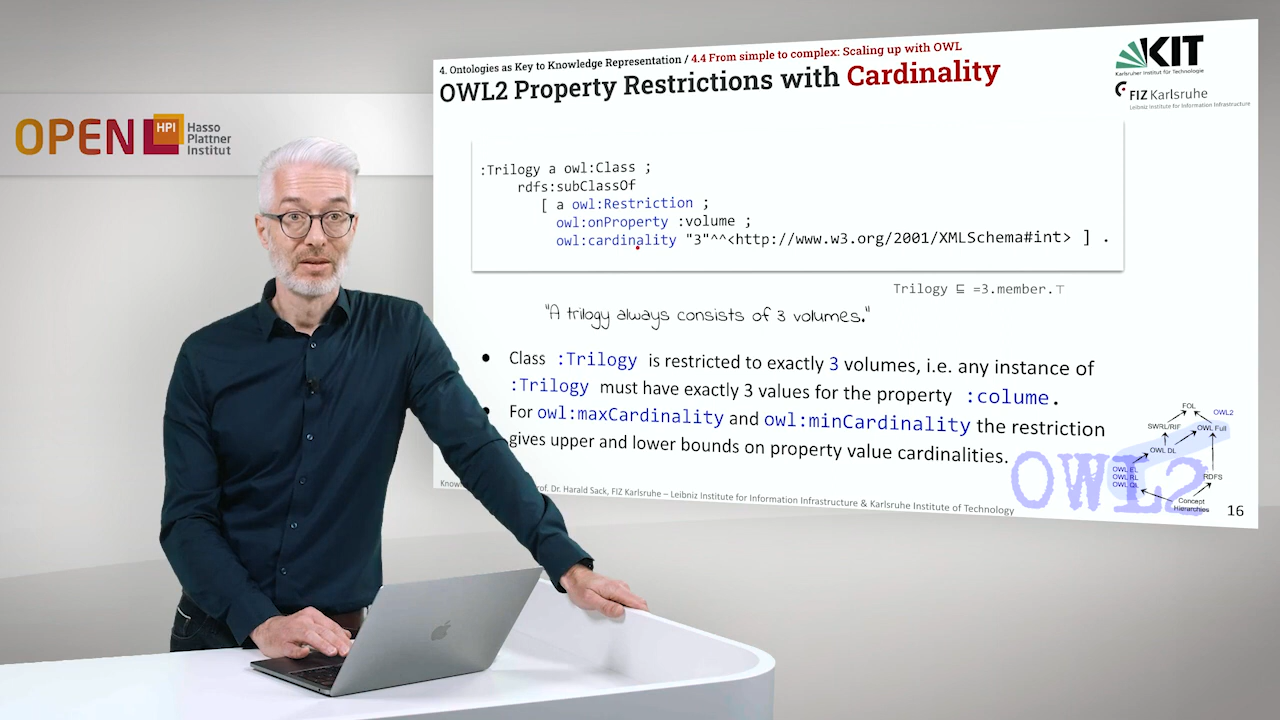 4. Ontologies as Key to Knowledge Representation / 4.4 From simple to complex: Scaling up with OWL
OWL2 Property Restrictions with Cardinality
KIT
Karlsruher Institut für Technologie
FIZ Karlsruhe
Leibniz Institute for Information Infrastructure
OPEN HPI Hasso
Plattner
Institut
:Trilogy a owl:Class ;
rdfs:subClassOf
[ a owl:Restriction ;
owl:onProperty :volume ;
owl:cardinality "3"^^<http://www.w3.org/2001/XMLSchema#int> ] .
Trilogy ⊑ =3.member.⊤
"A trilogy always consists of 3 volumes."
• Class :Trilogy is restricted to exactly 3 volumes, i.e. any instance of
:Trilogy must have exactly 3 values for the property :colume.
• For owl:maxCardinality and owl:minCardinality the restriction
gives upper and lower bounds on property value cardinalities.
FOL
OWL2
SWRL/RIF
OWL Full
OWL DL
OWL EL
OWL RL
OWL QL
RDFS
Concept
Hierarchies
OWL2
Dr. Harald Sack, FIZ Karlsruhe – Leibniz Institute for Information Infrastructure & Karlsruhe Institute of Technology
16